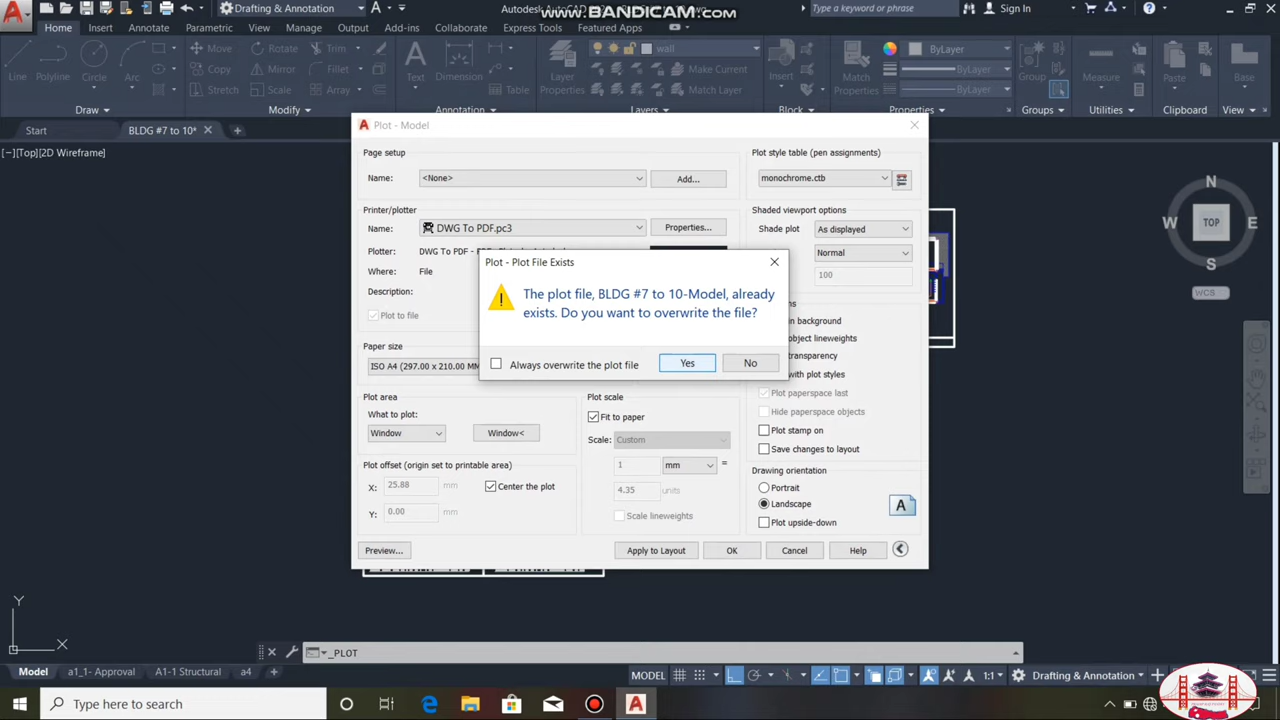 Drafting & Annotation
Autodesk AutoCAD
www.BANDICAM.com
Type a keyword or phrase
Sign In
Home Insert Annotate Parametric View Manage Output Add-ins Collaborate Express Tools Featured Apps
Line Polyline Circle Arc
Move Rotate Trim
Copy Mirror Fillet
Stretch Scale Array
Text Dimension
Table
Layer
Properties
wall
Make Current
Match Layer
Insert
Match
Properties
ByLayer
ByLayer
ByLayer
Group
Measure
Paste
Base
Draw Modify Annotation Layers Block Properties Groups Utilities Clipboard View
Start BLDG #7 to 10*
[−][Top][2D Wireframe]
Plot - Model
Page setup
Name: <None> Add...
Plot style table (pen assignments)
monochrome.ctb
Printer/plotter
Name: DWG To PDF.pc3 Properties...
Plotter: DWG To PDF -
Where: File
Description:
Plot to file
Shaded viewport options
Shade plot As displayed
Normal
100
Plot - Plot File Exists
The plot file, BLDG #7 to 10-Model, already
exists. Do you want to overwrite the file?
Always overwrite the plot file Yes No
Paper size
ISO A4 (297.00 x 210.00 MM
in background
object lineweights
transparency
with plot styles
Plot paperspace last
Hide paperspace objects
Plot stamp on
Save changes to layout
Plot area
What to plot:
Window Window<
Plot scale
Fit to paper
Scale: Custom
1 mm =
4.35 units
Scale lineweights
Plot offset (origin set to printable area)
X: 25.88 mm Center the plot
Y: 0.00 mm
Drawing orientation
Portrait
Landscape
Plot upside-down
A
Preview... Apply to Layout OK Cancel Help
N
W TOP E
S
WCS
Y
X
_PLOT
Model a1_1- Approval A1-1 Structural a4
MODEL 1:1 Drafting & Annotation
Type here to search